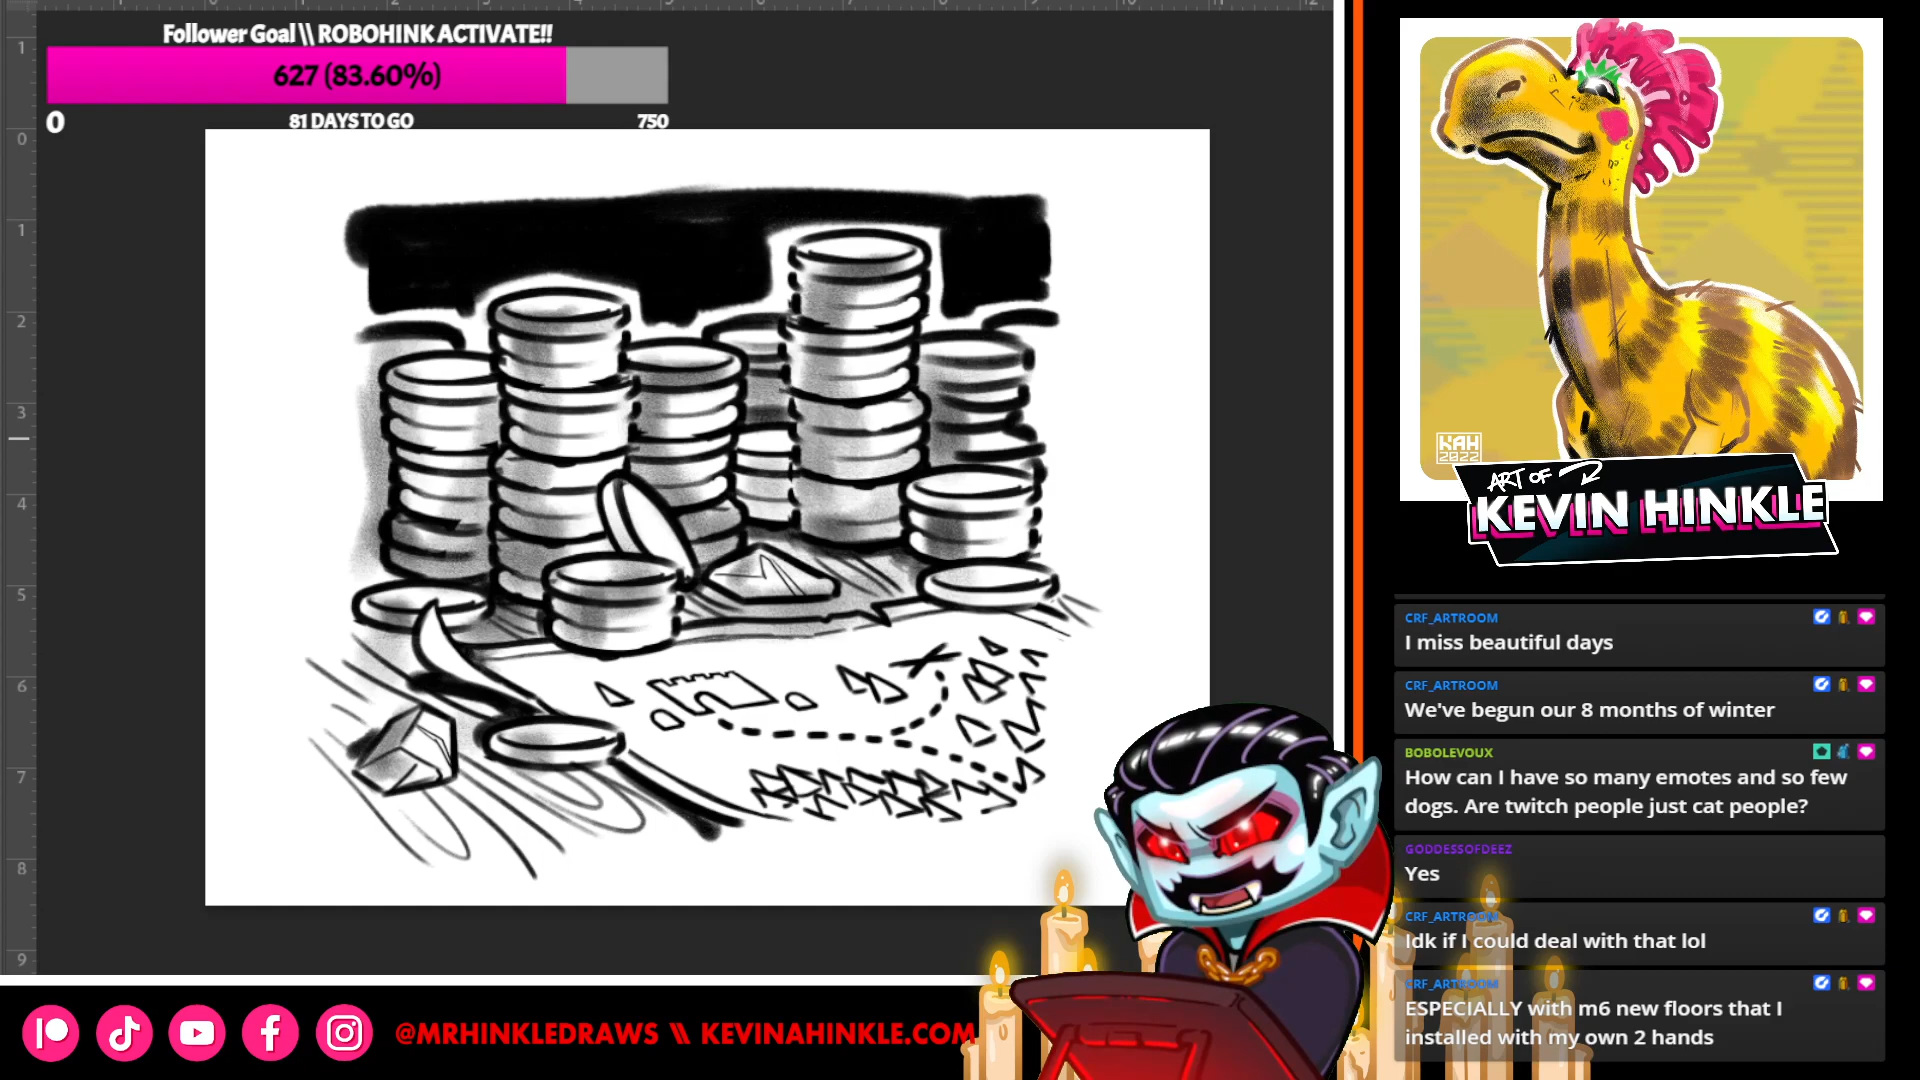 Follower Goal \\ ROBOHINK ACTIVATE!!
627 (83.60%)
0
81 DAYS TO GO
750
0
1
2
3
4
5
6
7
8
9
KAH
2022
ART OF
KEVIN HINKLE
CRF_ARTROOM
I miss beautiful days
CRF_ARTROOM
We've begun our 8 months of winter
BOBOLEVOUX
How can I have so many emotes and so few
dogs. Are twitch people just cat people?
GODDESSOFDEEZ
Yes
CRF_ARTROOM
Idk if I could deal with that lol
CRF_ARTROOM
ESPECIALLY with m6 new floors that I
installed with my own 2 hands
@MRHINKLEDRAWS \\ KEVINAHINKLE.COM